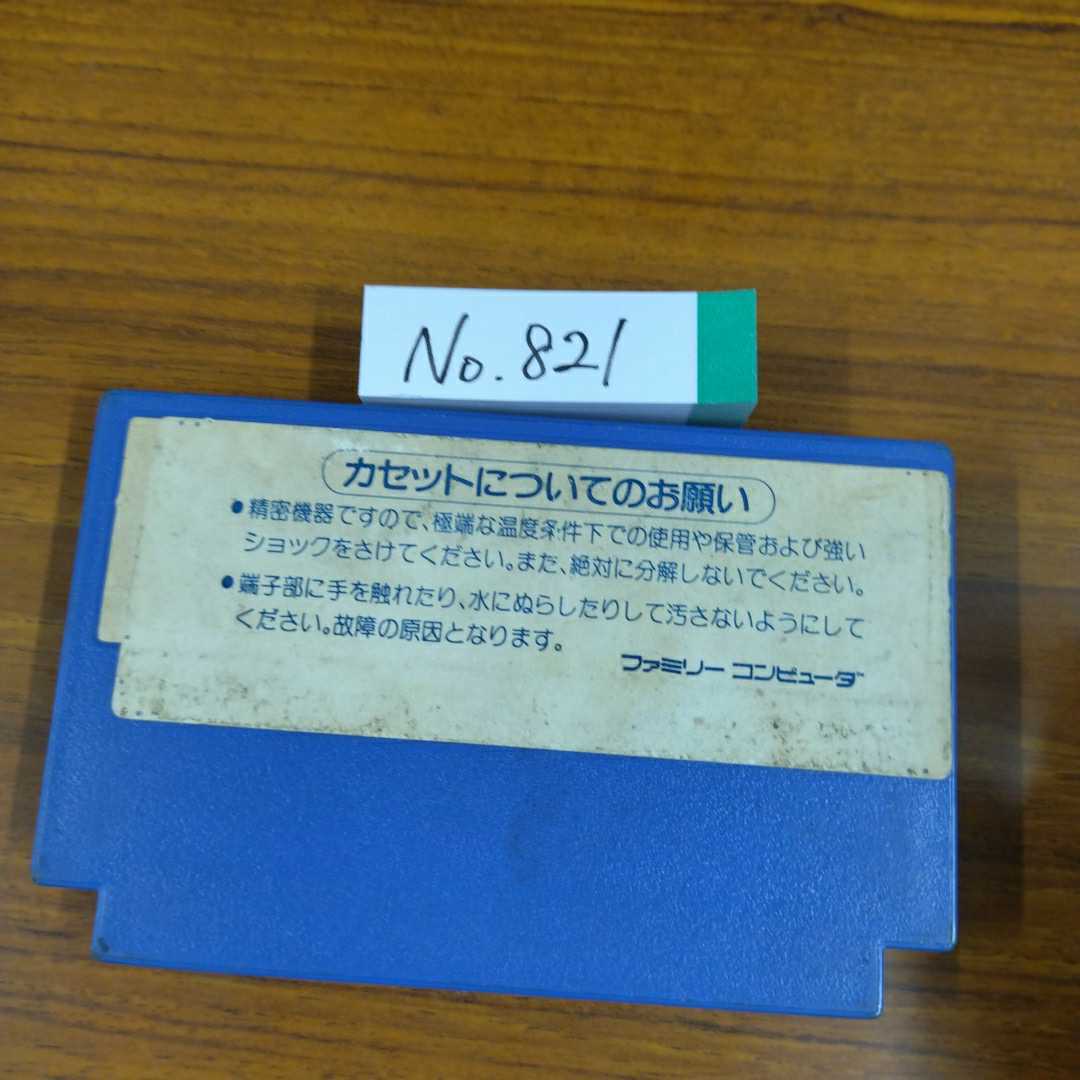 No. 821
カセットについてのお願い
●精密機器ですので、極端な温度条件下での使用や保管および強い
ショックをさけてください。また、絶対に分解しないでください。
●端子部に手を触れたり、水にぬらしたりして汚さないようにして
ください。故障の原因となります。
ファミリー コンピュータ™